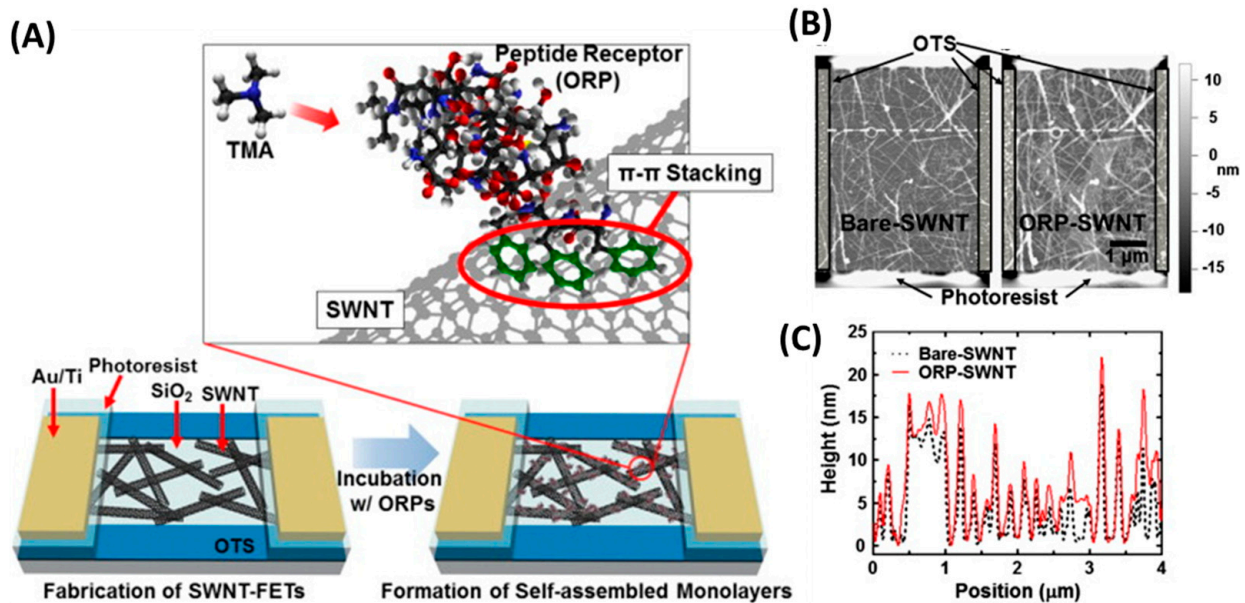 (A)
TMA
Peptide Receptor
(ORP)
π-π Stacking
SWNT
Au/Ti
Photoresist
SiO₂
SWNT
OTS
Incubation
w/ ORPs
Fabrication of SWNT-FETs
Formation of Self-assembled Monolayers
(B)
OTS
Bare-SWNT
ORP-SWNT
1 μm
Photoresist
10
5
0
nm
-5
-10
-15
(C)
Height (nm)
25
20
15
10
5
0
Bare-SWNT
ORP-SWNT
0
1
2
3
4
Position (μm)